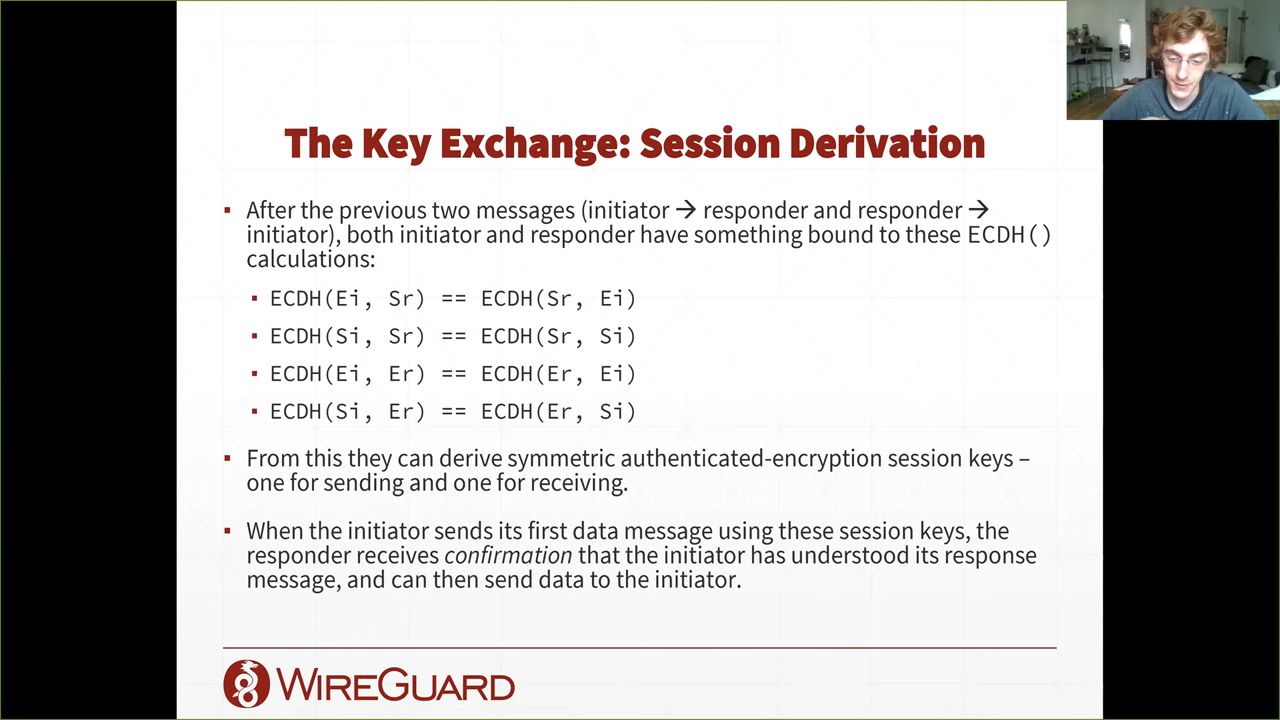 The Key Exchange: Session Derivation
▪ After the previous two messages (initiator → responder and responder →
initiator), both initiator and responder have something bound to these ECDH()
calculations:
▪ ECDH(Ei, Sr) == ECDH(Sr, Ei)
▪ ECDH(Si, Sr) == ECDH(Sr, Si)
▪ ECDH(Ei, Er) == ECDH(Er, Ei)
▪ ECDH(Si, Er) == ECDH(Er, Si)
▪ From this they can derive symmetric authenticated-encryption session keys –
one for sending and one for receiving.
▪ When the initiator sends its first data message using these session keys, the
responder receives confirmation that the initiator has understood its response
message, and can then send data to the initiator.
WIREGUARD